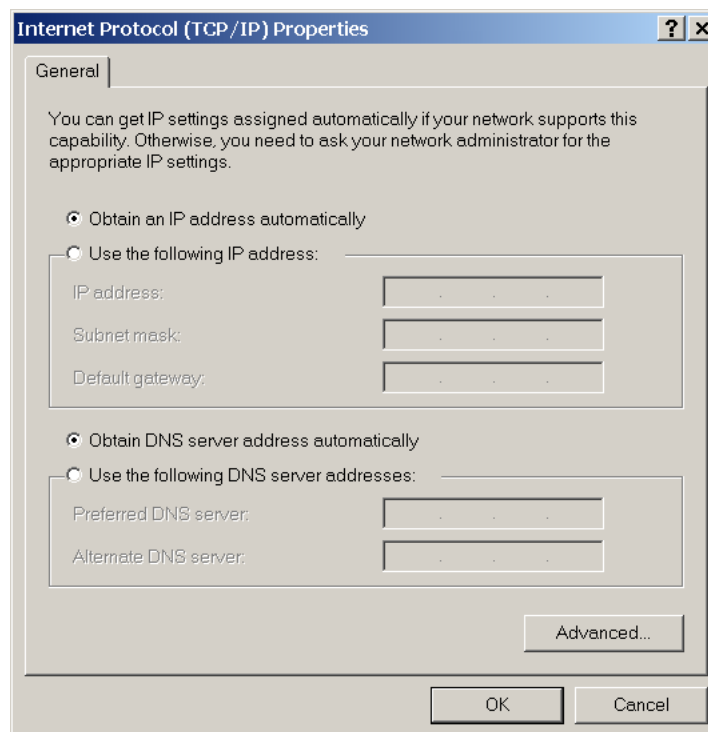 Internet Protocol (TCP/IP) Properties
General
You can get IP settings assigned automatically if your network supports this
capability. Otherwise, you need to ask your network administrator for the
appropriate IP settings.
Obtain an IP address automatically
Use the following IP address:
IP address:
Subnet mask:
Default gateway:
Obtain DNS server address automatically
Use the following DNS server addresses:
Preferred DNS server:
Alternate DNS server:
Advanced...
OK
Cancel